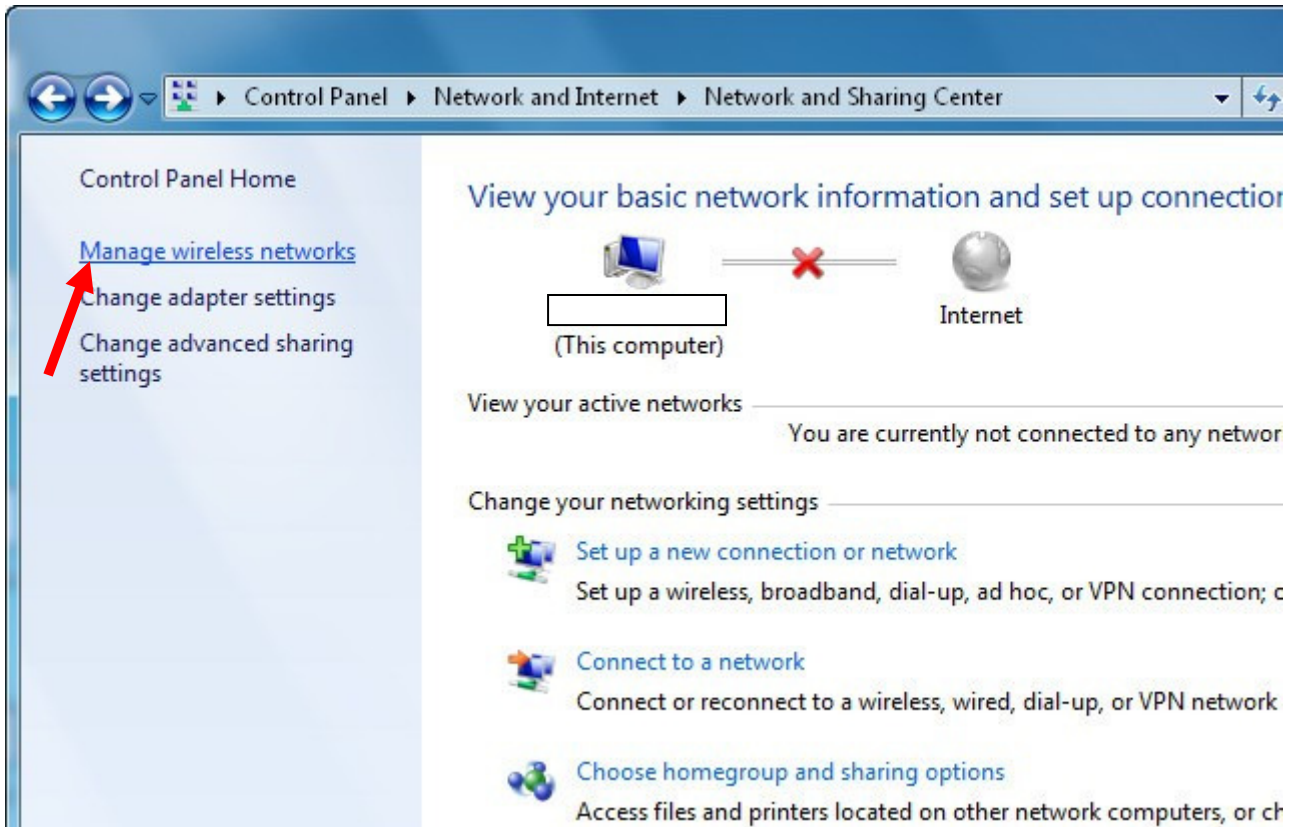 Control Panel ▸ Network and Internet ▸ Network and Sharing Center
Control Panel Home
Manage wireless networks
Change adapter settings
Change advanced sharing
settings
View your basic network information and set up connection
Internet
(This computer)
View your active networks
You are currently not connected to any networ
Change your networking settings
Set up a new connection or network
Set up a wireless, broadband, dial-up, ad hoc, or VPN connection; o
Connect to a network
Connect or reconnect to a wireless, wired, dial-up, or VPN network
Choose homegroup and sharing options
Access files and printers located on other network computers, or ch